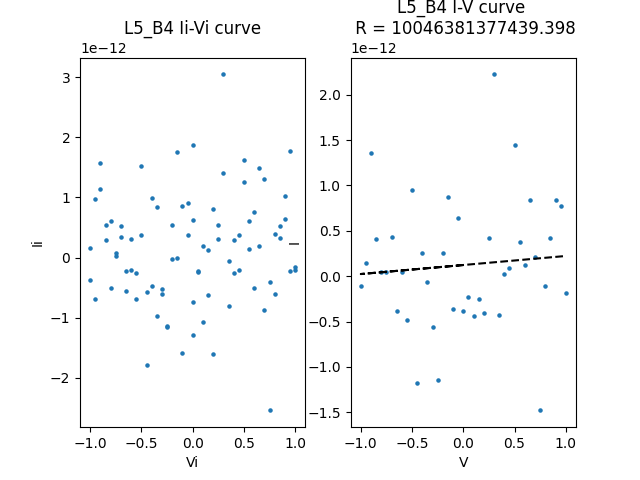 L5_B4 Ii-Vi curve
1e−12
3
2
1
0
−1
−2
−1.0 −0.5 0.0 0.5 1.0
Vi
Ii
L5_B4 I-V curve
R = 10046381377439.398
1e−12
2.0
1.5
1.0
0.5
0.0
−0.5
−1.0
−1.5
−1.0 −0.5 0.0 0.5 1.0
V
I